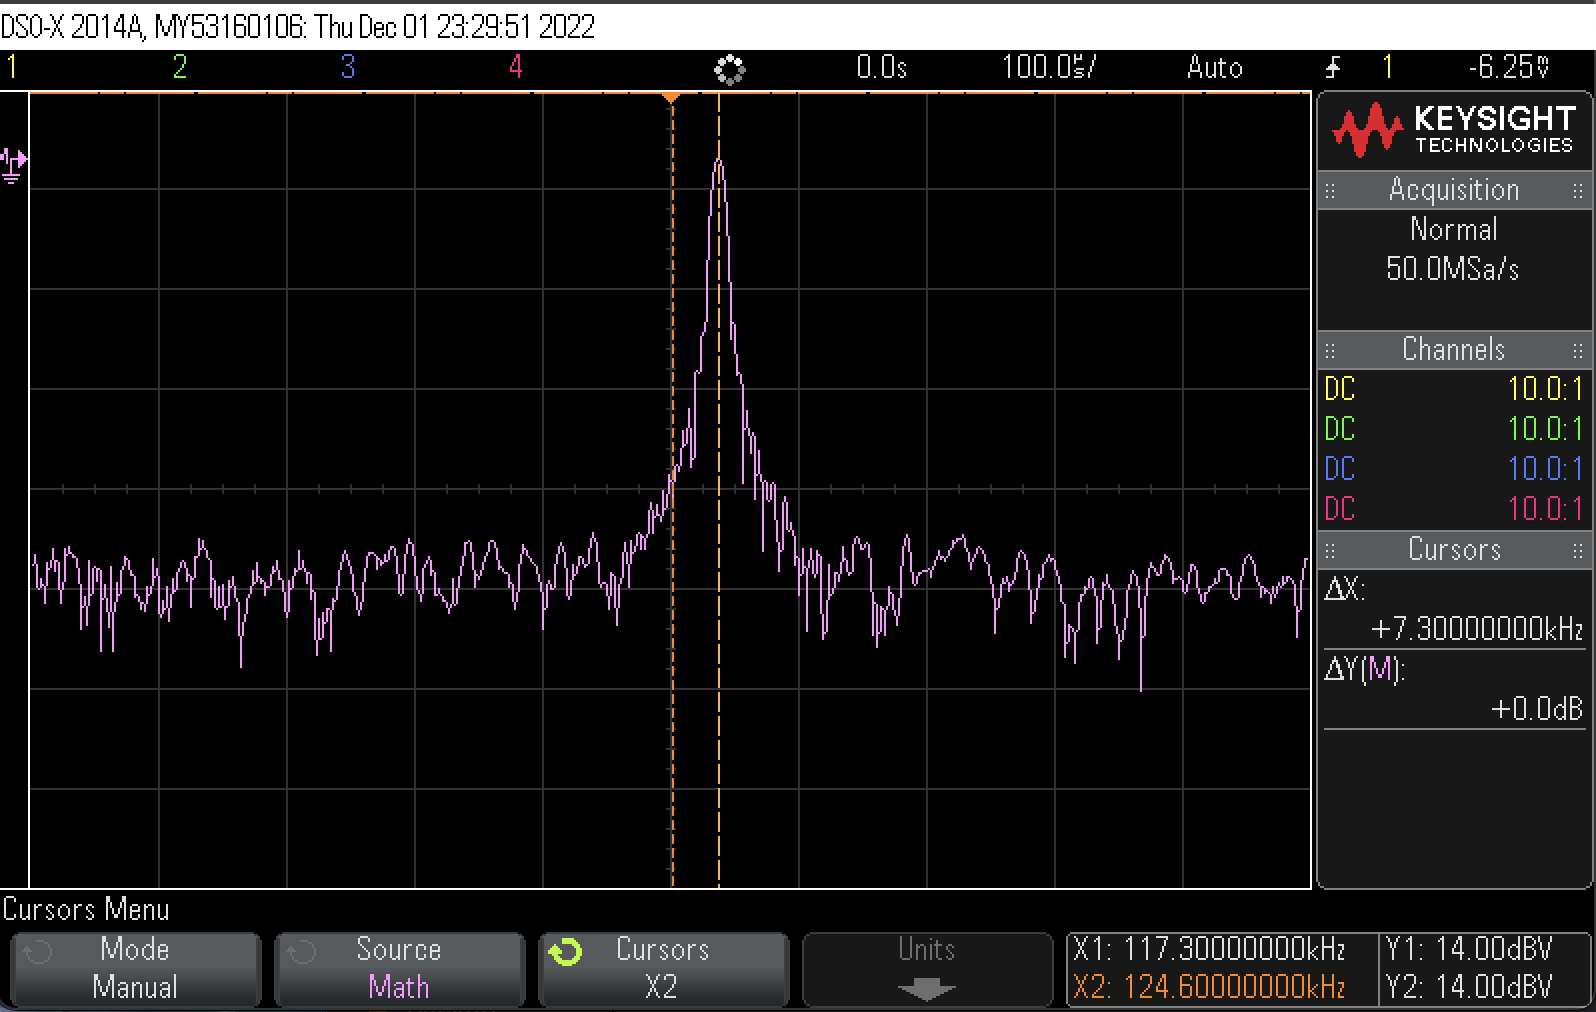 DSO-X 2014A, MY53160106: Thu Dec 01 23:29:51 2022
1 2 3 4 0.0s 100.0µs/ Auto 1 -6.25mV
KEYSIGHT
TECHNOLOGIES
Acquisition
Normal
50.0MSa/s
Channels
DC 10.0:1
DC 10.0:1
DC 10.0:1
DC 10.0:1
Cursors
ΔX:
+7.30000000kHz
ΔY(M):
+0.0dB
Cursors Menu
Mode
Manual
Source
Math
Cursors
X2
Units
X1: 117.30000000kHz Y1: 14.00dBV
X2: 124.60000000kHz Y2: 14.00dBV